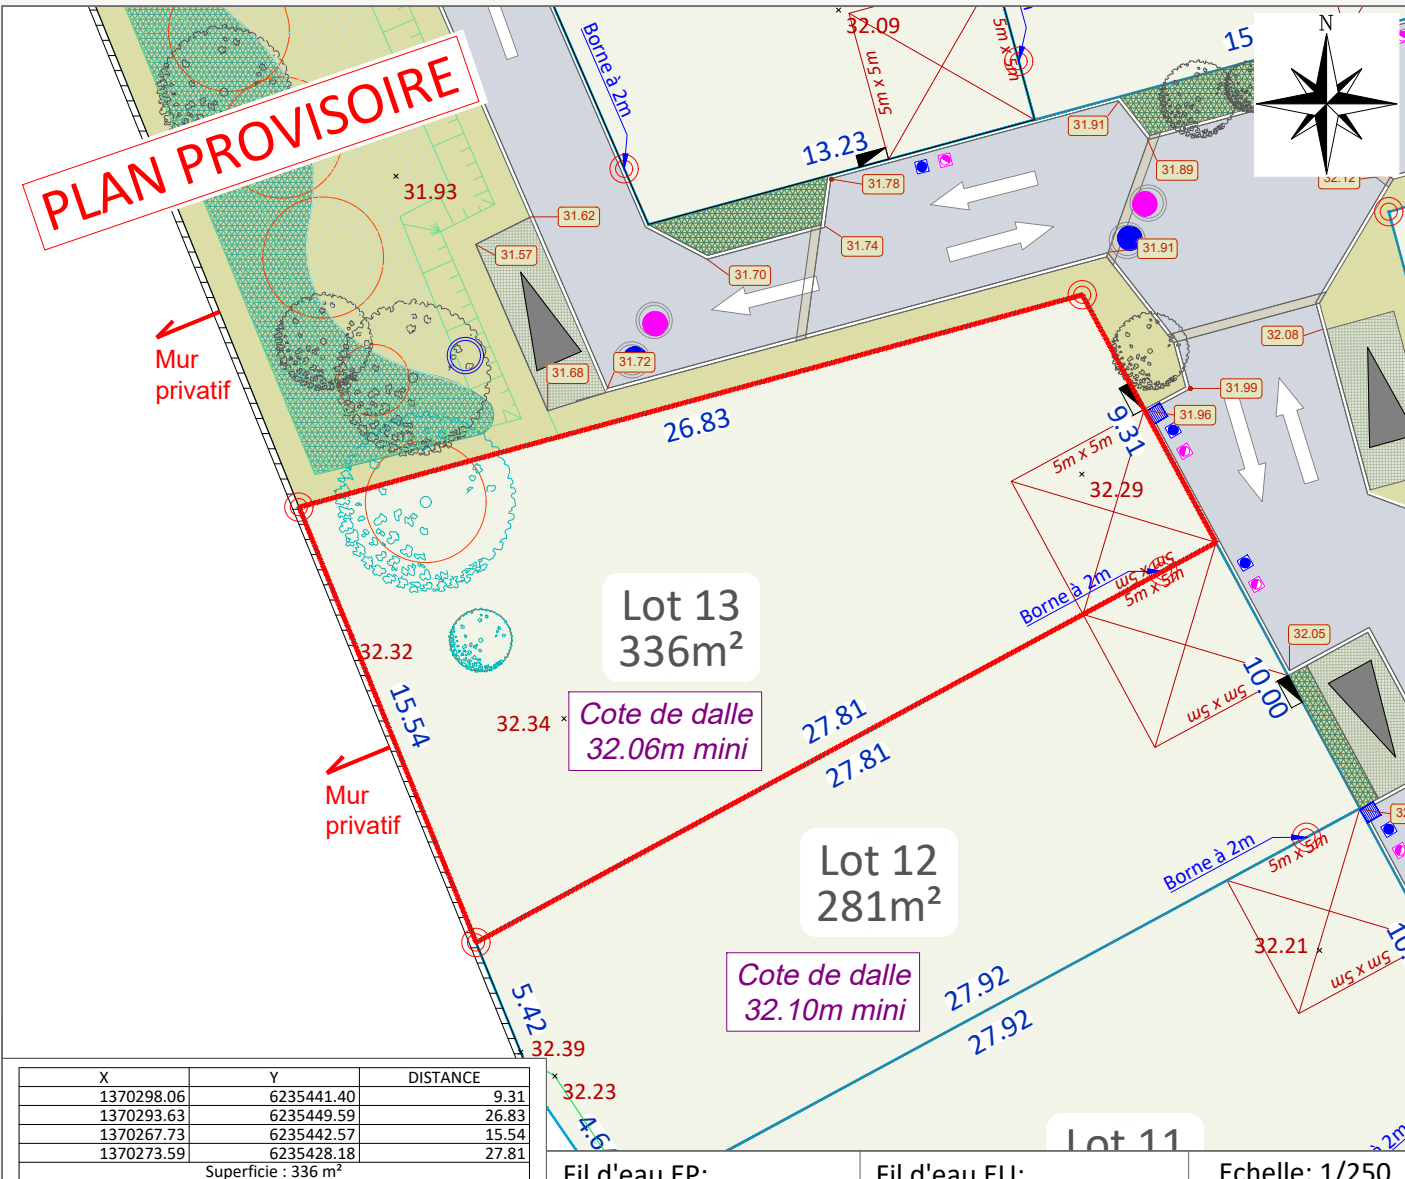 PLAN PROVISOIRE
N
Borne à 2m
32.09
5m x 5m
5m x 5m
15
13.23
31.91
31.89
31.78
32.12
31.93
31.62
31.57
31.74
31.91
31.70
31.72
31.68
32.08
31.99
31.96
Mur
privatif
26.83
9.31
5m x 5m
32.29
5m x 5m
5m x 5m
Borne à 2m
Lot 13
336m²
32.05
10.00
5m x 5m
32.32
15.54
32.34
Cote de dalle
32.06m mini
27.81
27.81
Mur
privatif
Lot 12
281m²
Borne à 2m
5m x 5m
32.21
5m x 5m
10.
Cote de dalle
32.10m mini
27.92
27.92
5.42
32.39
32.23
4.6
Lot 11
à 2m
X Y DISTANCE
1370298.06 6235441.40 9.31
1370293.63 6235449.59 26.83
1370267.73 6235442.57 15.54
1370273.59 6235428.18 27.81
Superficie : 336 m²
Fil d'eau EP:
Fil d'eau EU:
Echelle: 1/250